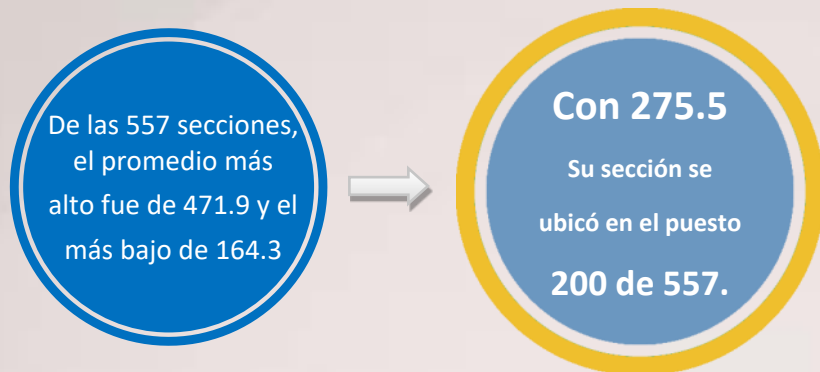 De las 557 secciones,
el promedio más
alto fue de 471.9 y el
más bajo de 164.3
Con 275.5
Su sección se
ubicó en el puesto
200 de 557.